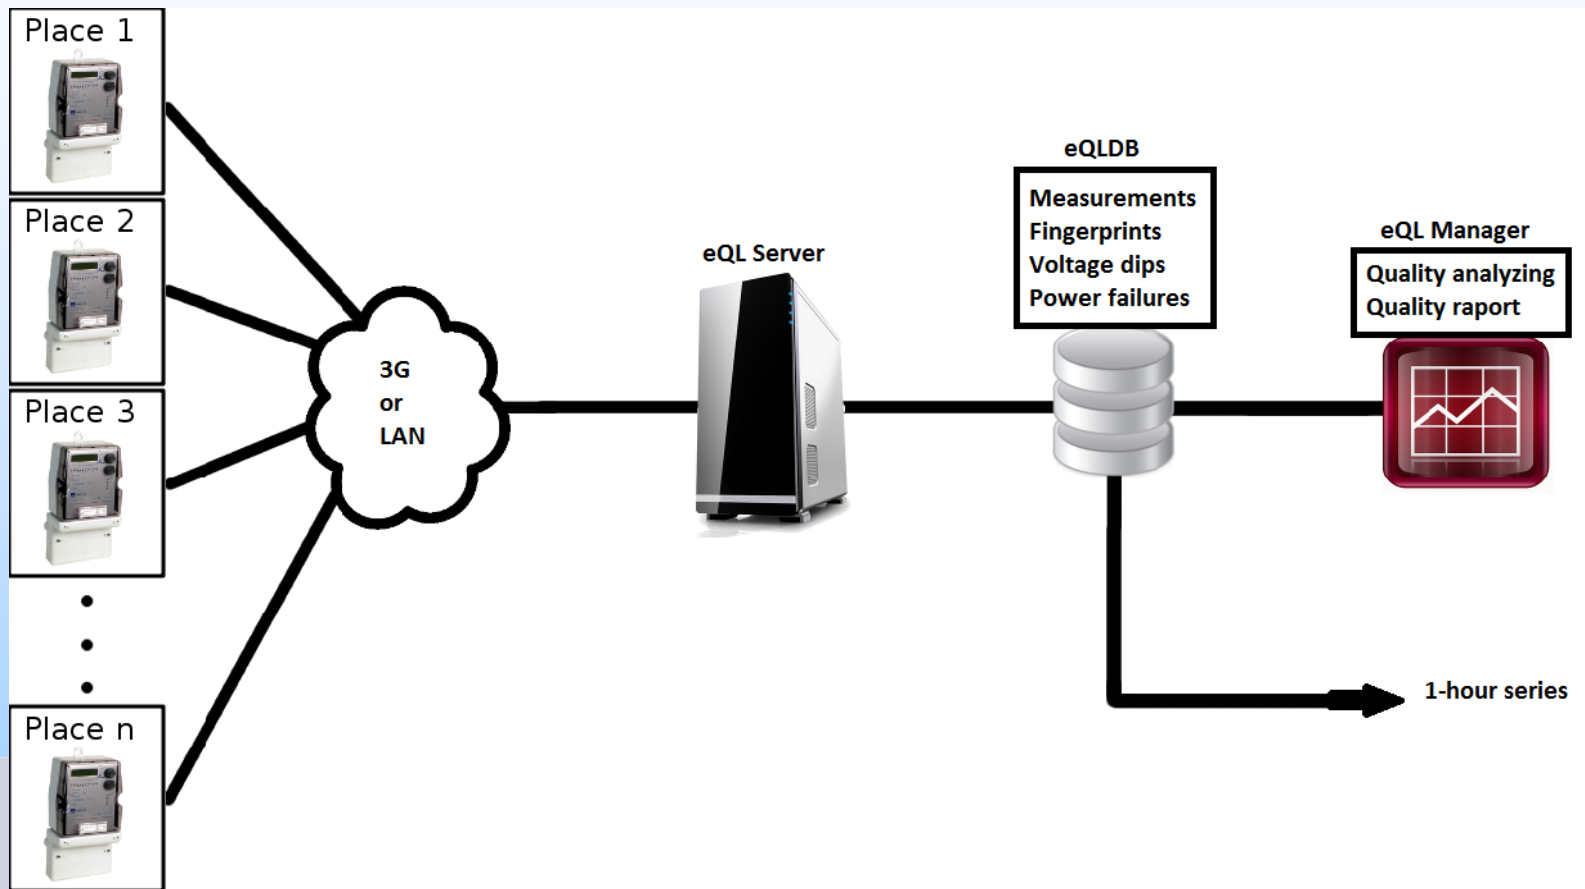 Place 1
Place 2
Place 3
Place n
3G
or
LAN
eQL Server
eQLDB
Measurements
Fingerprints
Voltage dips
Power failures
eQL Manager
Quality analyzing
Quality raport
1-hour series